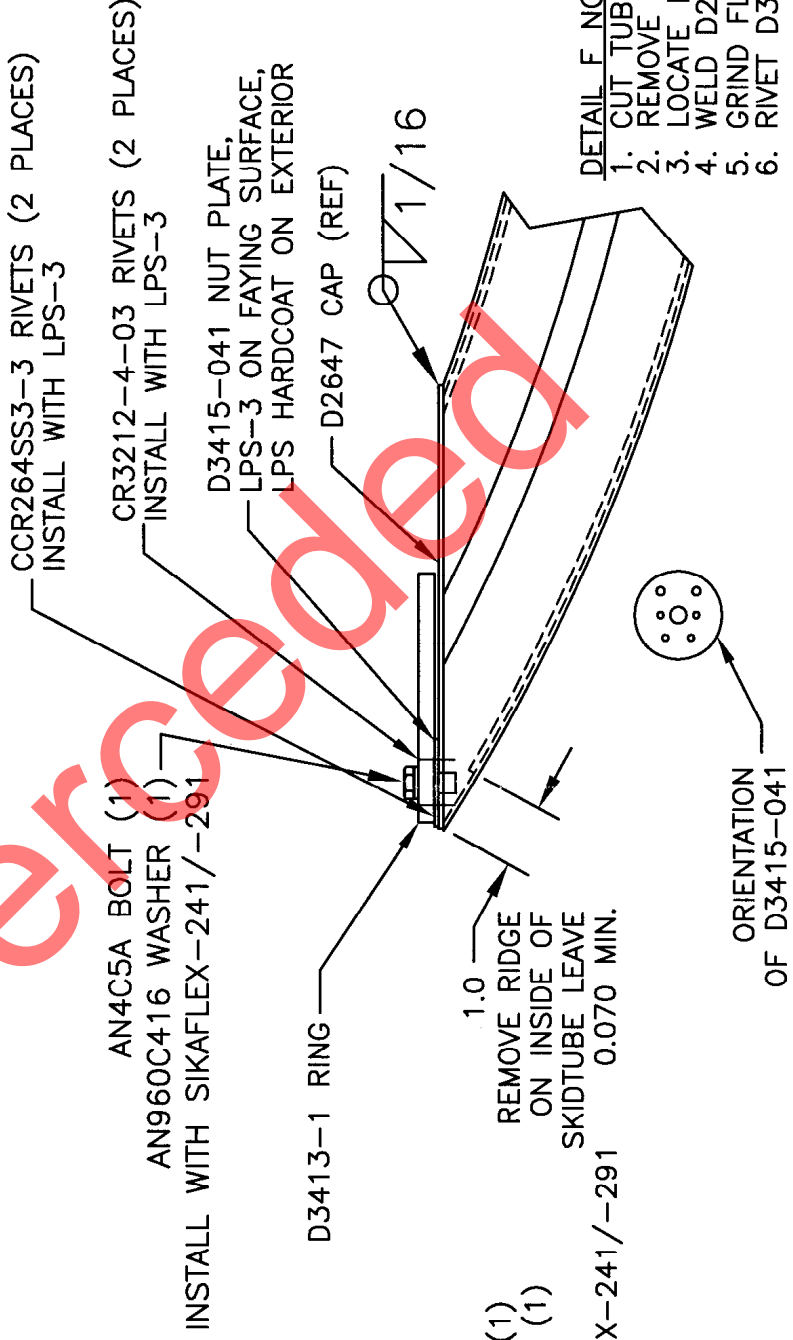 CCR264SS3-3 RIVETS (2 PLACES)
INSTALL WITH LPS-3
CR3212-4-03 RIVETS (2 PLACES)
INSTALL WITH LPS-3
D3415-041 NUT PLATE,
LPS-3 ON FAYING SURFACE,
LPS HARDCOAT ON EXTERIOR
D2647 CAP (REF)
1/16
AN4C5A BOLT (1)
AN960C416 WASHER (1)
INSTALL WITH SIKAFLEX-241/-291
D3413-1 RING
1.0
REMOVE RIDGE
ON INSIDE OF
SKIDTUBE LEAVE
0.070 MIN.
(1)
(1)
X-241/-291
ORIENTATION
OF D3415-041
DETAIL F NO
1. CUT TUB
2. REMOVE
3. LOCATE
4. WELD D2
5. GRIND FL
6. RIVET D3
erceded